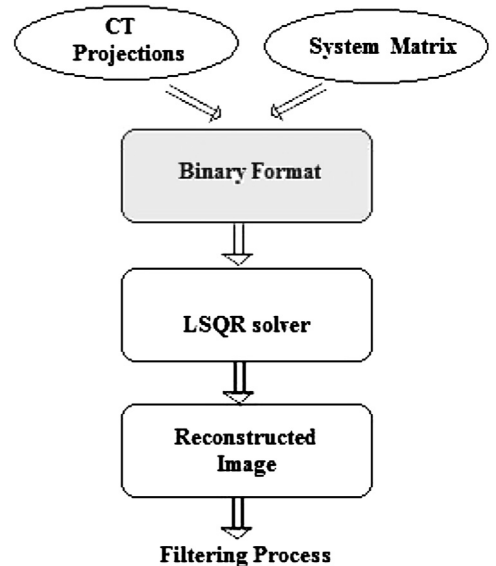 CT
Projections
System Matrix
Binary Format
LSQR solver
Reconstructed
Image
Filtering Process